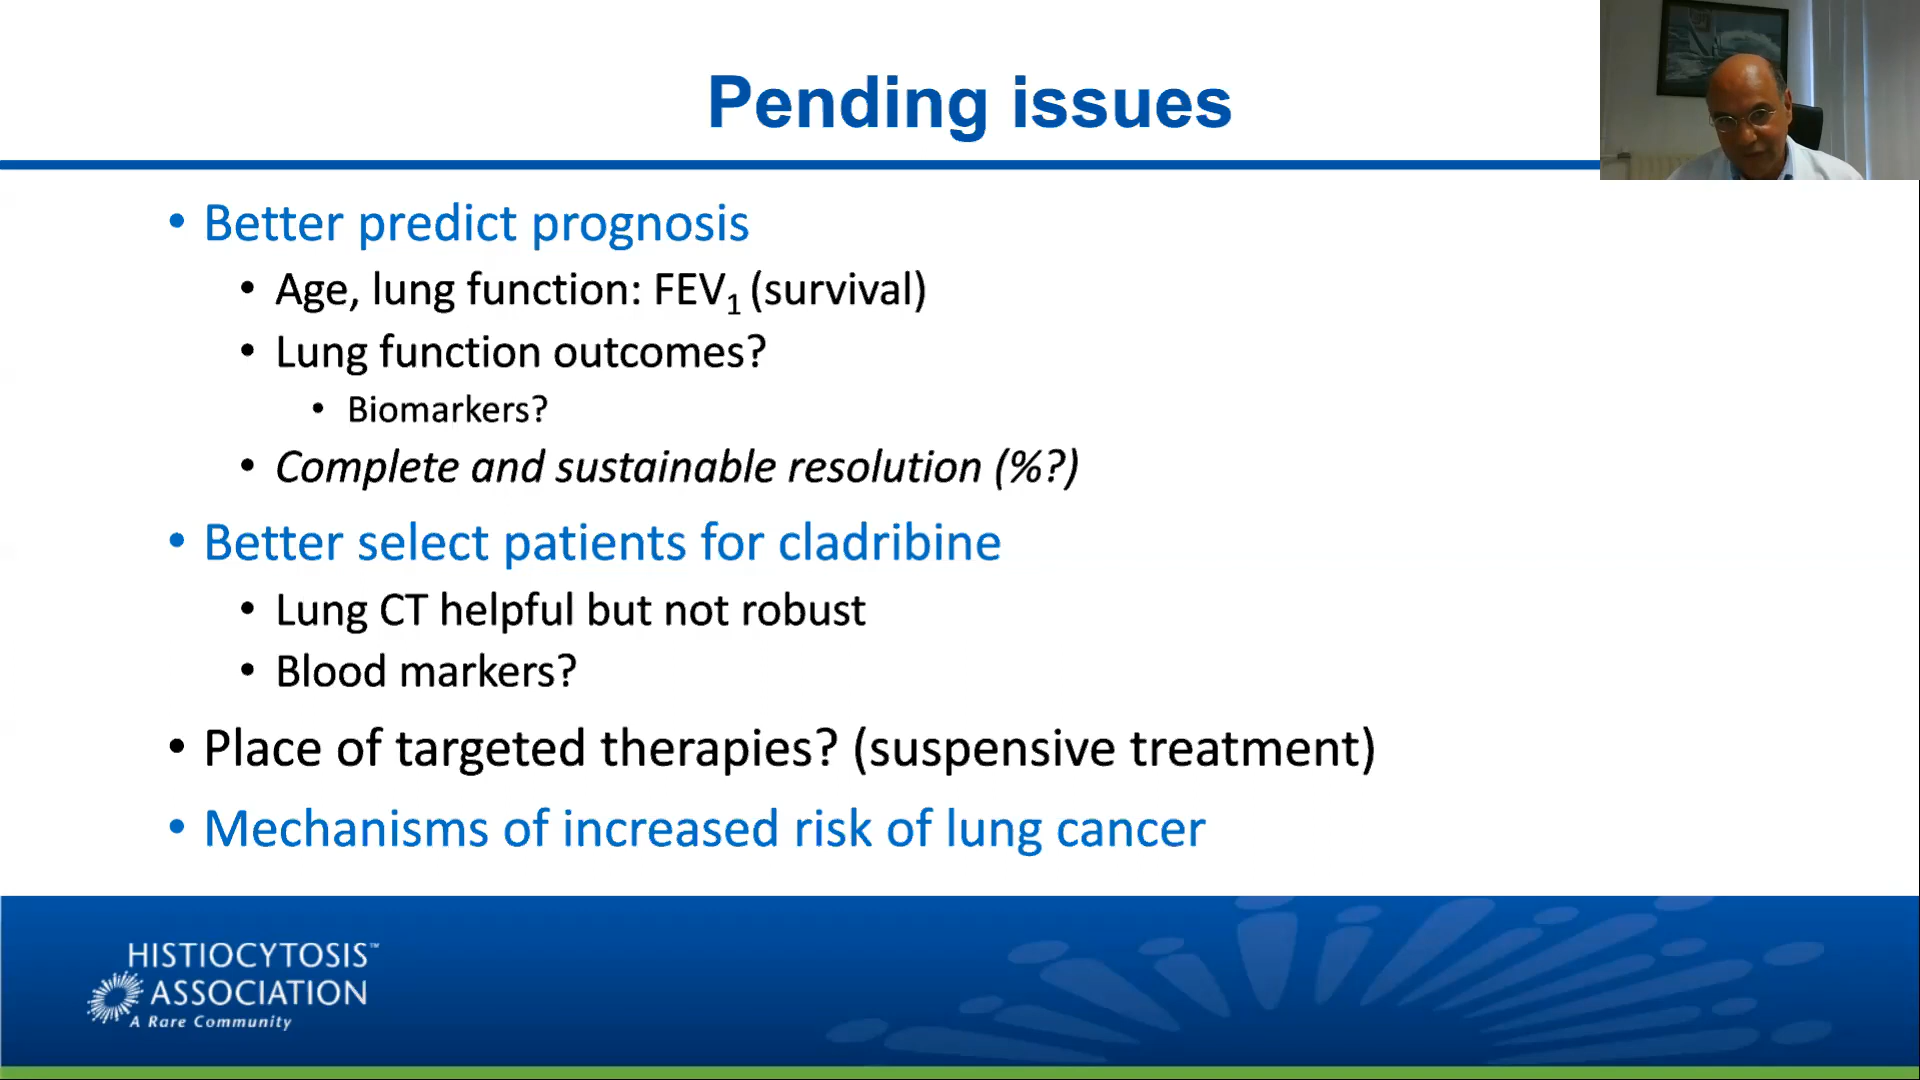 Pending issues
• Better predict prognosis
• Age, lung function: FEV₁ (survival)
• Lung function outcomes?
• Biomarkers?
• Complete and sustainable resolution (%?)
• Better select patients for cladribine
• Lung CT helpful but not robust
• Blood markers?
• Place of targeted therapies? (suspensive treatment)
• Mechanisms of increased risk of lung cancer
HISTIOCYTOSIS™
ASSOCIATION
A Rare Community